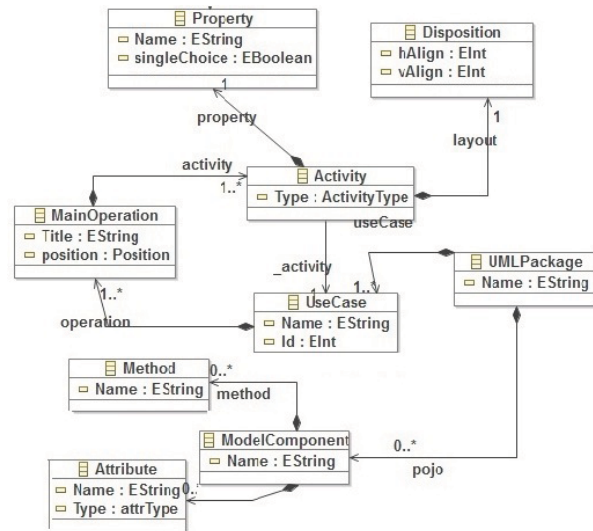 Property
Name : EString
singleChoice : EBoolean
Disposition
hAlign : EInt
vAlign : EInt
1
property
1
layout
activity
1..*
Activity
Type : ActivityType
useCase
MainOperation
Title : EString
position : Position
_activity
1
1..*
UMLPackage
Name : EString
1..*
operation
UseCase
Name : EString
Id : EInt
Method
Name : EString
0..*
method
ModelComponent
Name : EString
0..*
pojo
Attribute
Name : EString
Type : attrType
0..*